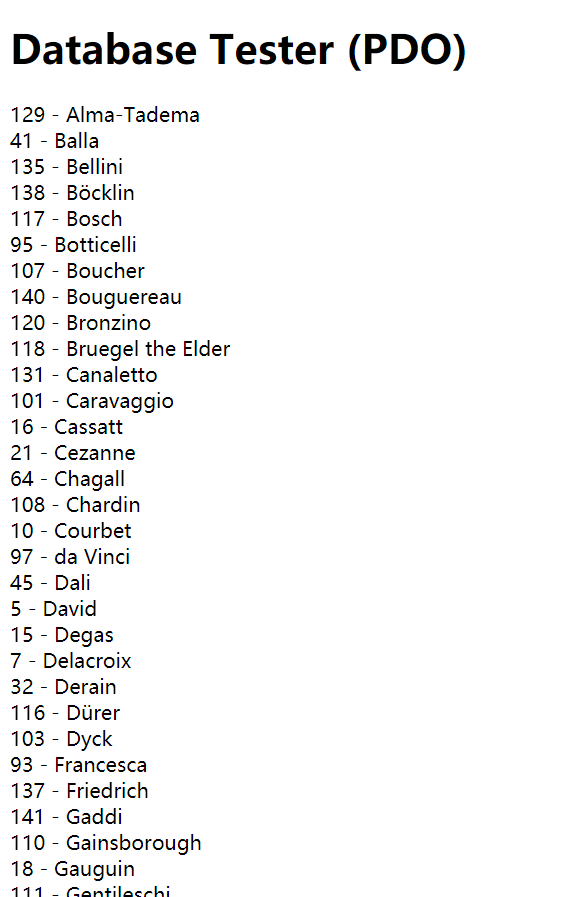 Database Tester (PDO)
129 - Alma-Tadema
41 - Balla
135 - Bellini
138 - Böcklin
117 - Bosch
95 - Botticelli
107 - Boucher
140 - Bouguereau
120 - Bronzino
118 - Bruegel the Elder
131 - Canaletto
101 - Caravaggio
16 - Cassatt
21 - Cezanne
64 - Chagall
108 - Chardin
10 - Courbet
97 - da Vinci
45 - Dali
5 - David
15 - Degas
7 - Delacroix
32 - Derain
116 - Dürer
103 - Dyck
93 - Francesca
137 - Friedrich
141 - Gaddi
110 - Gainsborough
18 - Gauguin
111 - Gentileschi